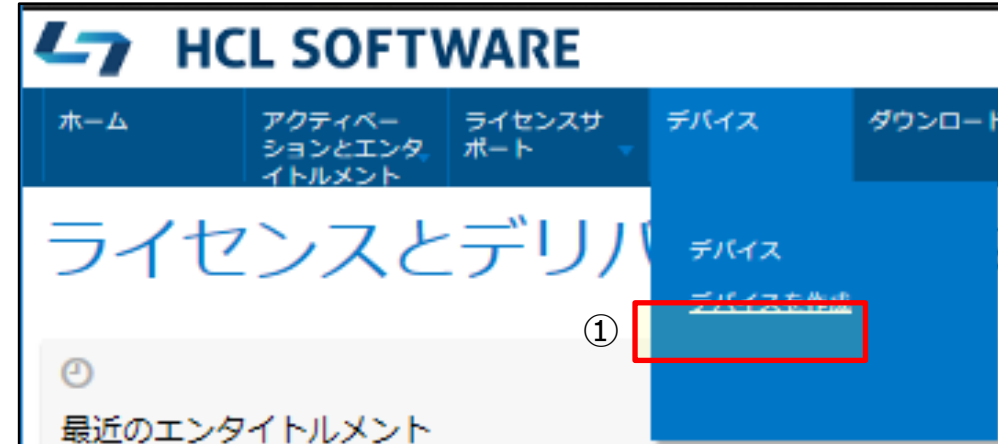 HCL SOFTWARE
ホーム
アクティベー
ションとエンタ
イトルメント
ライセンスサ
ポート
デバイス
ダウンロード
ライセンスとデリバ
デバイス
デバイスを作成
①
最近のエンタイトルメント